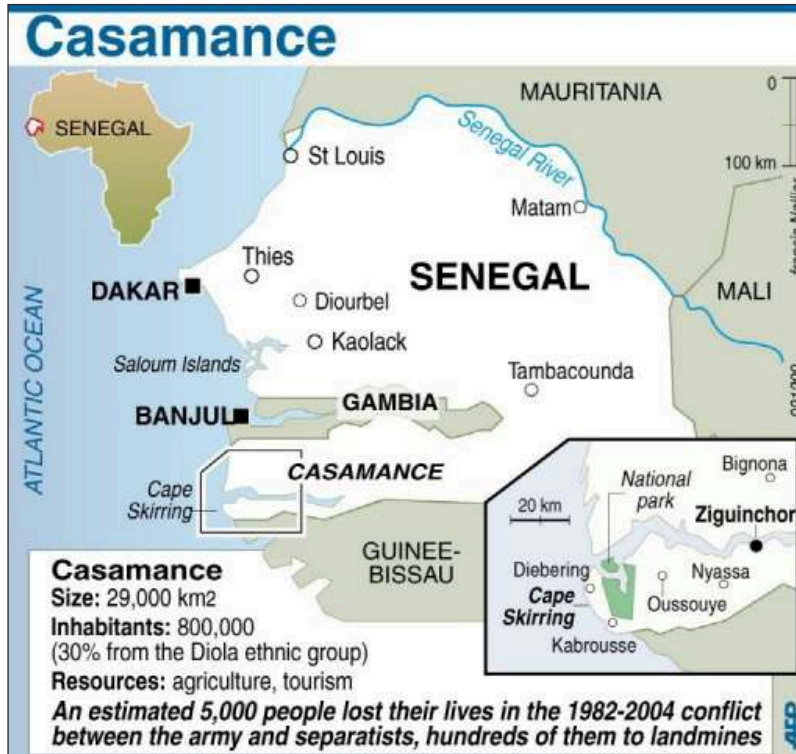 Casamance
MAURITANIA
0
SENEGAL
Senegal River
St Louis
100 km
Matam
Thies
SENEGAL
DAKAR
MALI
Diourbel
Kaolack
ATLANTIC OCEAN
Saloum Islands
Tambacounda
GAMBIA
BANJUL
CASAMANCE
Cape
Skirring
Bignona
National
park
20 km
Ziguinchor
GUINEE-
BISSAU
Diebering
Nyassa
Cape
Skirring
Oussouye
Kabrousse
Casamance
Size: 29,000 km2
Inhabitants: 800,000
(30% from the Diola ethnic group)
Resources: agriculture, tourism
An estimated 5,000 people lost their lives in the 1982-2004 conflict
between the army and separatists, hundreds of them to landmines
AFP